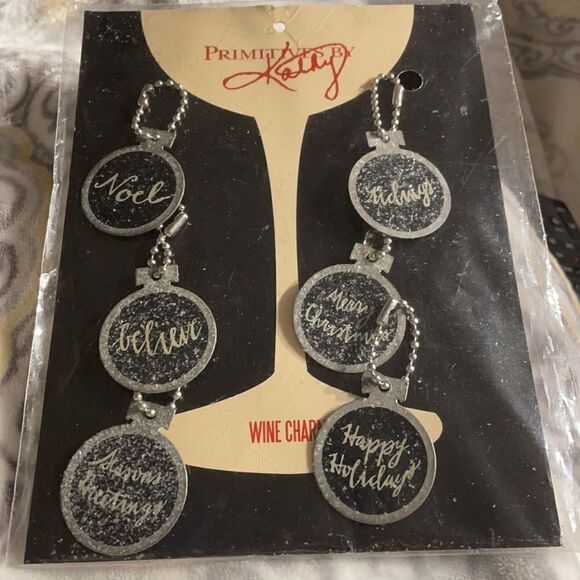 PRIMITIVES BY
Kathy
Noel
tidings
believe
Merry
Christmas
Seasons
Greetings
Happy
Holidays
WINE CHAR